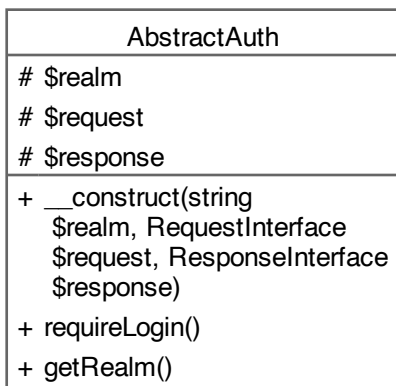 AbstractAuth
# $realm
# $request
# $response
+ __construct(string
$realm, RequestInterface
$request, ResponseInterface
$response)
+ requireLogin()
+ getRealm()